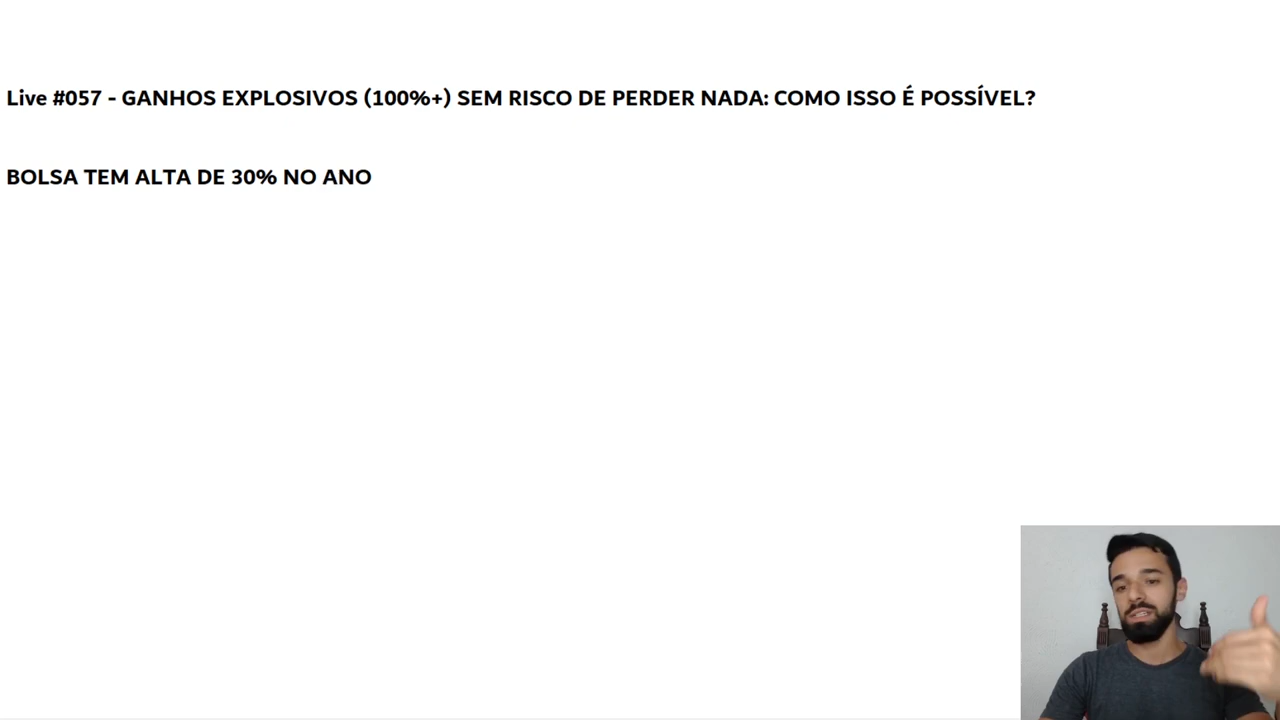 Live #057 - GANHOS EXPLOSIVOS (100%+) SEM RISCO DE PERDER NADA: COMO ISSO É POSSÍVEL?
BOLSA TEM ALTA DE 30% NO ANO